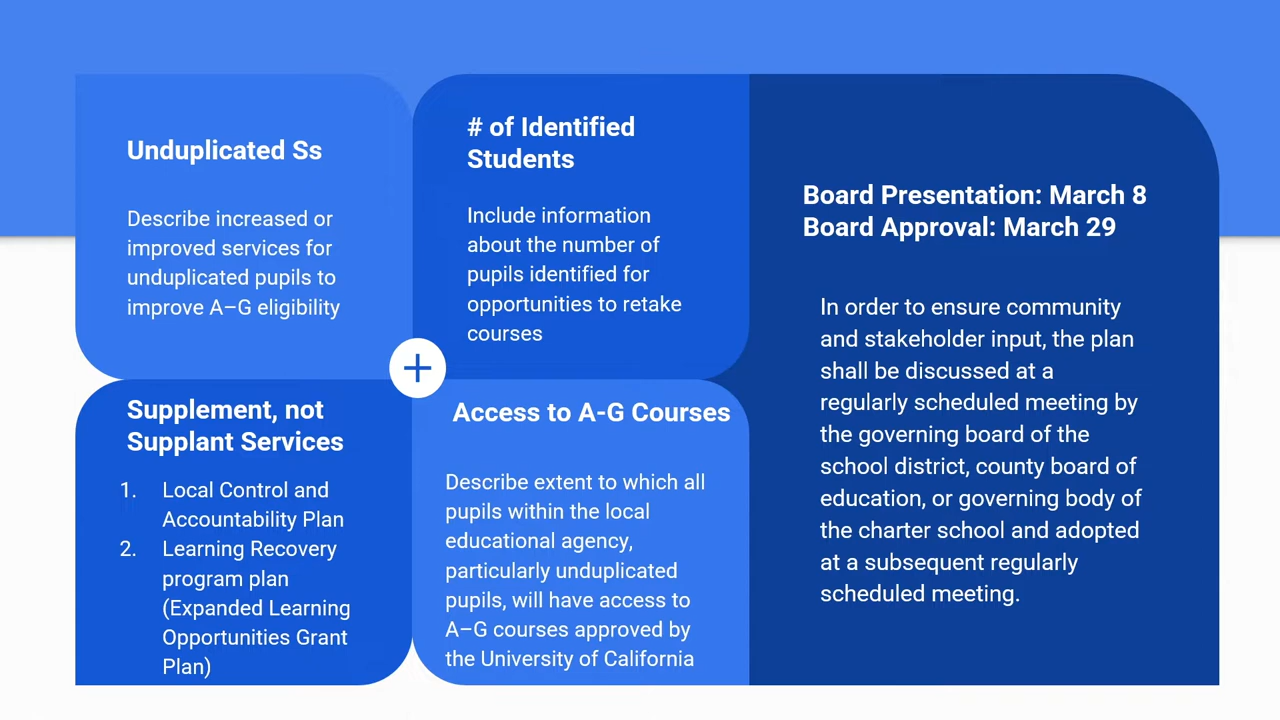 Unduplicated Ss
Describe increased or
improved services for
unduplicated pupils to
improve A–G eligibility
# of Identified
Students
Include information
about the number of
pupils identified for
opportunities to retake
courses
Supplement, not
Supplant Services
1. Local Control and
Accountability Plan
2. Learning Recovery
program plan
(Expanded Learning
Opportunities Grant
Plan)
Access to A-G Courses
Describe extent to which all
pupils within the local
educational agency,
particularly unduplicated
pupils, will have access to
A–G courses approved by
the University of California
Board Presentation: March 8
Board Approval: March 29
In order to ensure community
and stakeholder input, the plan
shall be discussed at a
regularly scheduled meeting by
the governing board of the
school district, county board of
education, or governing body of
the charter school and adopted
at a subsequent regularly
scheduled meeting.